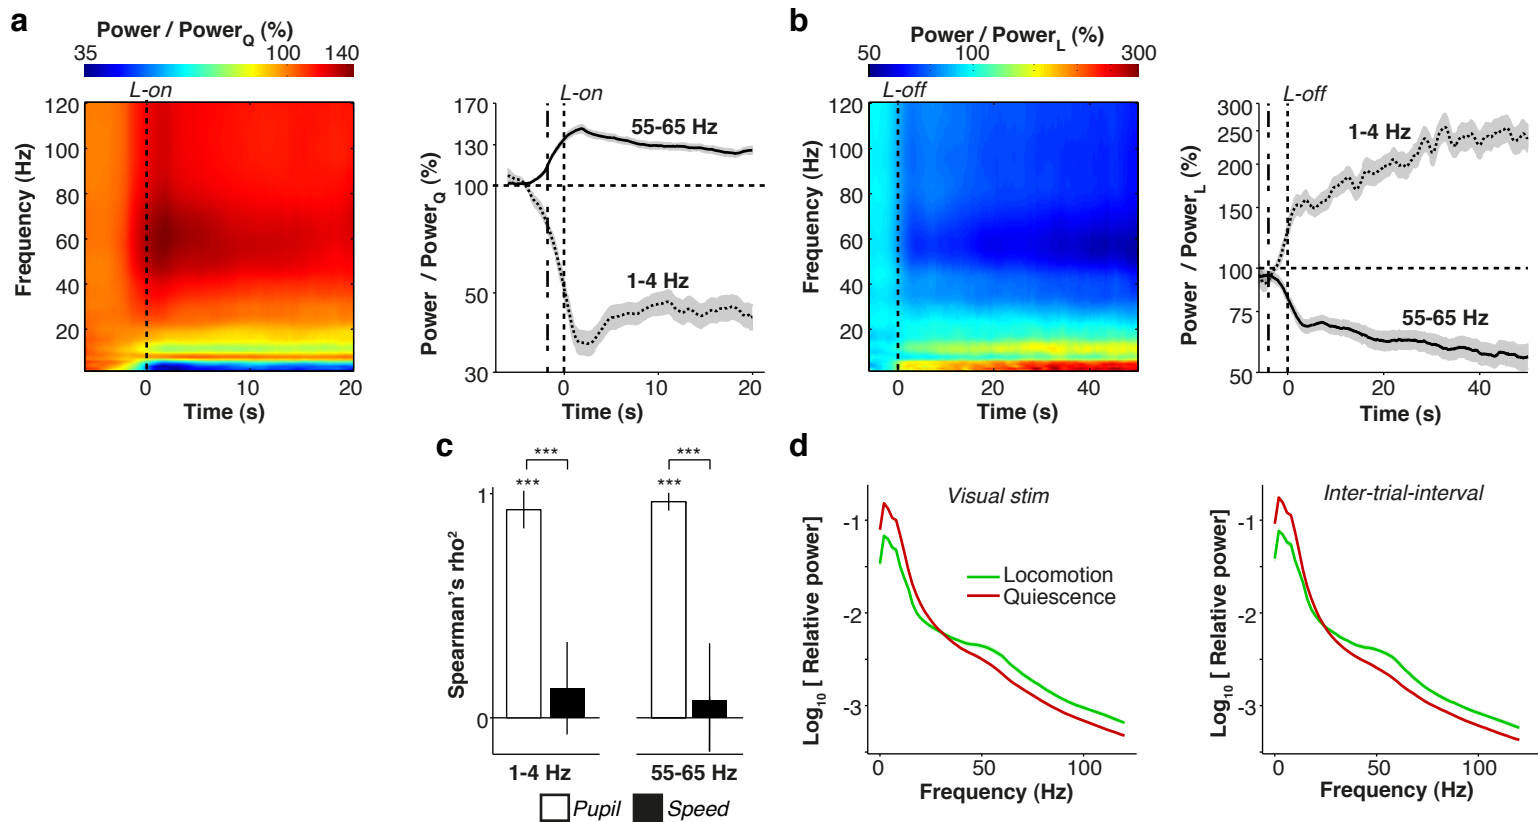 a
Power / PowerQ (%)
35 100 140
L-on
Frequency (Hz)
120
100
80
60
40
20
0 10 20
Time (s)
Power / PowerQ (%)
170
130
100
50
30
L-on
55-65 Hz
1-4 Hz
0 10 20
Time (s)
b
Power / PowerL (%)
50 100 300
L-off
Frequency (Hz)
120
100
80
60
40
20
0 20 40
Time (s)
Power / PowerL (%)
300
250
200
150
100
75
50
L-off
1-4 Hz
55-65 Hz
0 20 40
Time (s)
c
Spearman's rho²
1
0
*** ***
*** ***
1-4 Hz 55-65 Hz
Pupil Speed
d
Visual stim
Log10 [ Relative power]
-1
-2
-3
Locomotion
Quiescence
0 50 100
Frequency (Hz)
Inter-trial-interval
Log10 [ Relative power]
-1
-2
-3
0 100
Frequency (Hz)